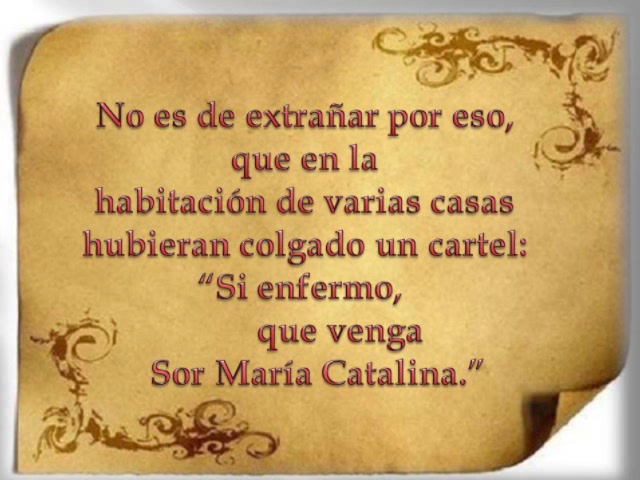 No es de extrañar por eso,
que en la
habitación de varias casas
hubieran colgado un cartel:
“Si enfermo,
que venga
Sor María Catalina.”